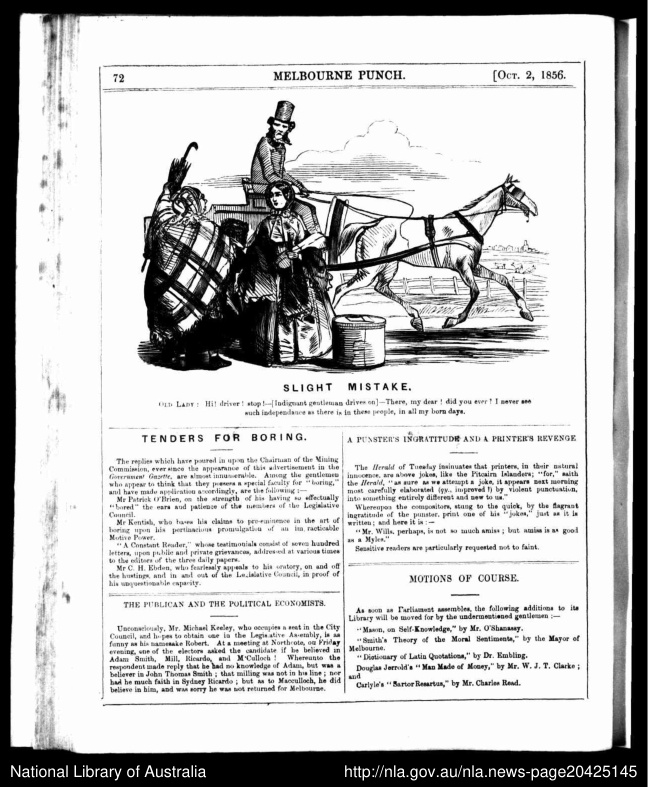 72
MELBOURNE PUNCH.
[OCT. 2, 1856.
SLIGHT MISTAKE.
OLD LADY : Hi! driver! stop!—[Indignant gentleman drives on]—There, my dear! did you ever? I never see
such independance as there is in these people, in all my born days.
TENDERS FOR BORING.
The replies which have poured in upon the Chairman of the Mining
Commission, ever since the appearance of this advertisement in the
Government Gazette, are almost innumerable. Among the gentlemen
who appear to think that they possess a special faculty for "boring,"
and have made application accordingly, are the following :—
Mr Patrick O'Brien, on the strength of his having so effectually
"bored" the ears and patience of the members of the Legislative
Council.
Mr Kentish, who bases his claims to pre-eminence in the art of
boring upon his pertinacious promulgation of an impracticable
Motive Power.
"A Constant Reader," whose testimonials consist of seven hundred
letters, upon public and private grievances, addressed at various times
to the editors of the three daily papers.
Mr C. H. Ebden, who fearlessly appeals to his oratory, on and off
the hustings, and in and out of the Legislative Council, in proof of
his unquestionable capacity.
THE PUBLICAN AND THE POLITICAL ECONOMISTS.
Unconsciously, Mr. Michael Keeley, who occupies a seat in the City
Council, and hopes to obtain one in the Legislative Assembly, is as
funny as his namesake Robert. At a meeting at Northcote, on Friday
evening, one of the electors asked the candidate if he believed in
Adam Smith, Mill, Ricardo, and M'Culloch? Whereunto the
respondent made reply that he had no knowledge of Adam, but was a
believer in John Thomas Smith; that milling was not in his line; nor
had he much faith in Sydney Ricardo; but as to Macculloch, he did
believe in him, and was sorry he was not returned for Melbourne.
A PUNSTER'S INGRATITUDE AND A PRINTER'S REVENGE
The Herald of Tuesday insinuates that printers, in their natural
innocence, are above jokes, like the Pitcairn Islanders; "for," saith
the Herald, "as sure as we attempt a joke, it appears next morning
most carefully elaborated (qy., improved?) by violent punctuation,
into something entirely different and new to us."
Whereupon the compositors, stung to the quick, by the flagrant
ingratitude of the punster, print one of his "jokes," just as it is
written; and here it is :—
"Mr. Wills, perhaps, is not so much amiss; but amiss is as good
as a Myles."
Sensitive readers are particularly requested not to faint.
MOTIONS OF COURSE.
As soon as Parliament assembles, the following additions to its
Library will be moved for by the undermentioned gentlemen :—
"Mason, on Self-Knowledge," by Mr. O'Shanassy.
"Smith's Theory of the Moral Sentiments," by the Mayor of
Melbourne.
"Dictionary of Latin Quotations," by Dr. Embling.
Douglas Jerrold's "Man Made of Money," by Mr. W. J. T. Clarke;
and
Carlyle's "Sartor Resartus," by Mr. Charles Read.
National Library of Australia
http://nla.gov.au/nla.news-page20425145